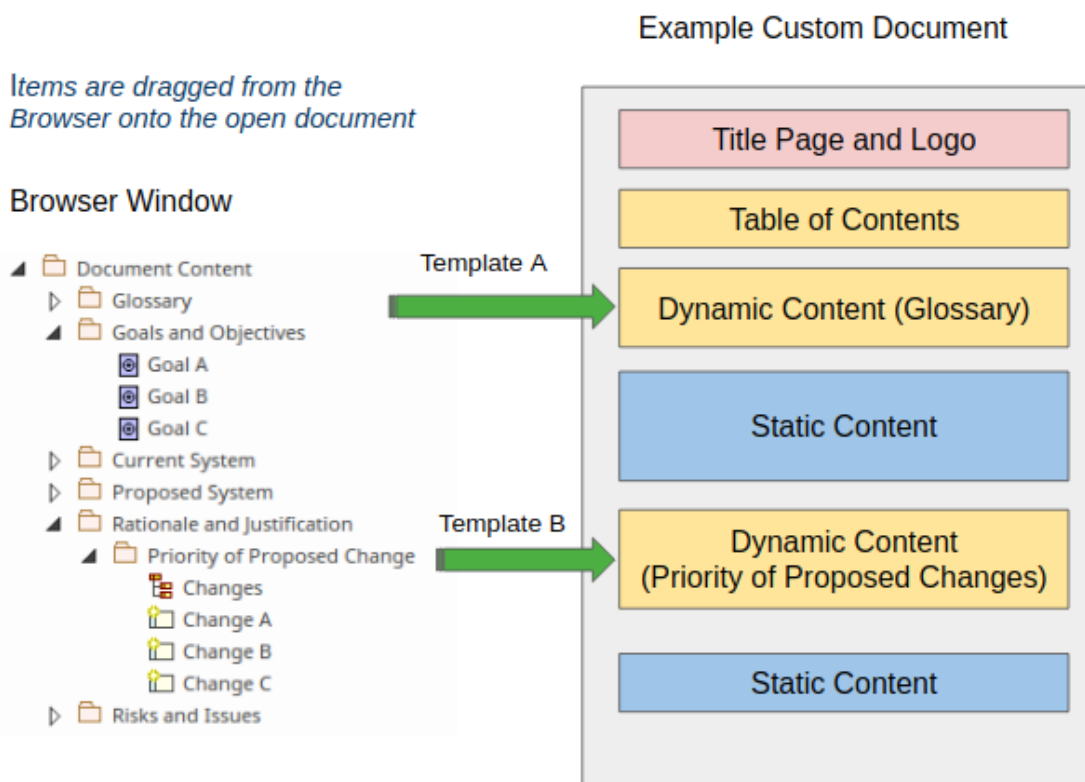 Example Custom Document
Items are dragged from the
Browser onto the open document
Browser Window
Document Content
Glossary
Goals and Objectives
Goal A
Goal B
Goal C
Current System
Proposed System
Rationale and Justification
Priority of Proposed Change
Changes
Change A
Change B
Change C
Risks and Issues
Template A
Template B
Title Page and Logo
Table of Contents
Dynamic Content (Glossary)
Static Content
Dynamic Content
(Priority of Proposed Changes)
Static Content